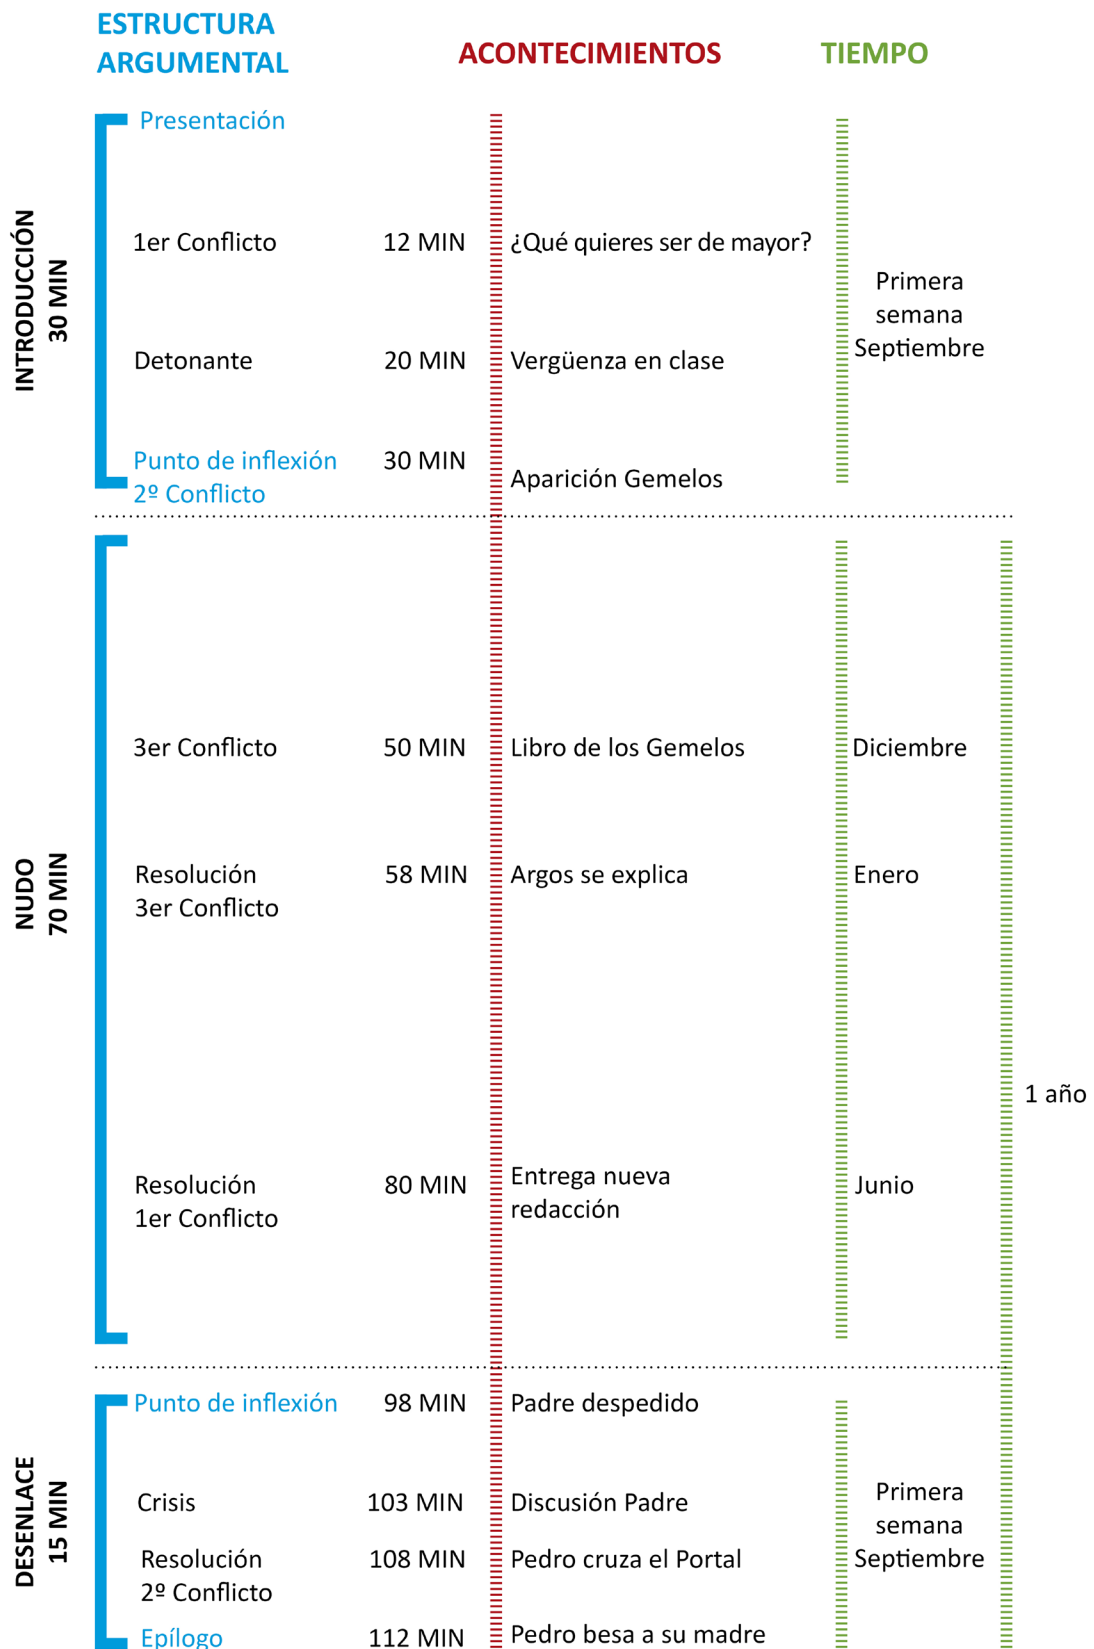 ESTRUCTURA
ARGUMENTAL
ACONTECIMIENTOS
TIEMPO
INTRODUCCIÓN
30 MIN
Presentación
1er Conflicto
12 MIN
¿Qué quieres ser de mayor?
Primera
semana
Septiembre
Detonante
20 MIN
Vergüenza en clase
Punto de inflexión
2º Conflicto
30 MIN
Aparición Gemelos
NUDO
70 MIN
3er Conflicto
50 MIN
Libro de los Gemelos
Diciembre
Resolución
3er Conflicto
58 MIN
Argos se explica
Enero
1 año
Resolución
1er Conflicto
80 MIN
Entrega nueva
redacción
Junio
DESENLACE
15 MIN
Punto de inflexión
98 MIN
Padre despedido
Crisis
103 MIN
Discusión Padre
Primera
semana
Septiembre
Resolución
2º Conflicto
108 MIN
Pedro cruza el Portal
Epílogo
112 MIN
Pedro besa a su madre